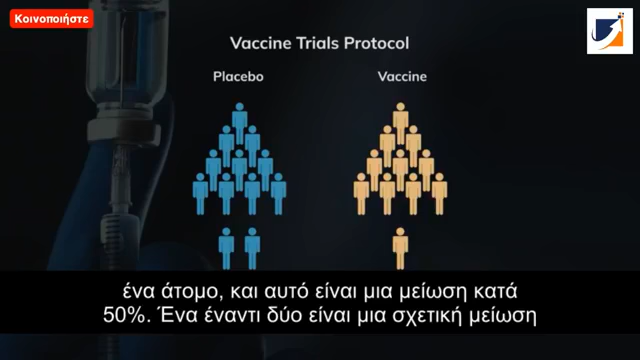 Κοινοποιήστε
Vaccine Trials Protocol
Placebo
Vaccine
ένα άτομο, και αυτό είναι μια μείωση κατά
50%. Ένα έναντι δύο είναι μια σχετική μείωση